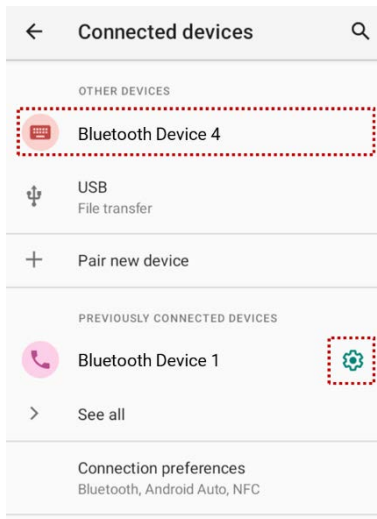 Connected devices
OTHER DEVICES
Bluetooth Device 4
USB
File transfer
Pair new device
PREVIOUSLY CONNECTED DEVICES
Bluetooth Device 1
See all
Connection preferences
Bluetooth, Android Auto, NFC